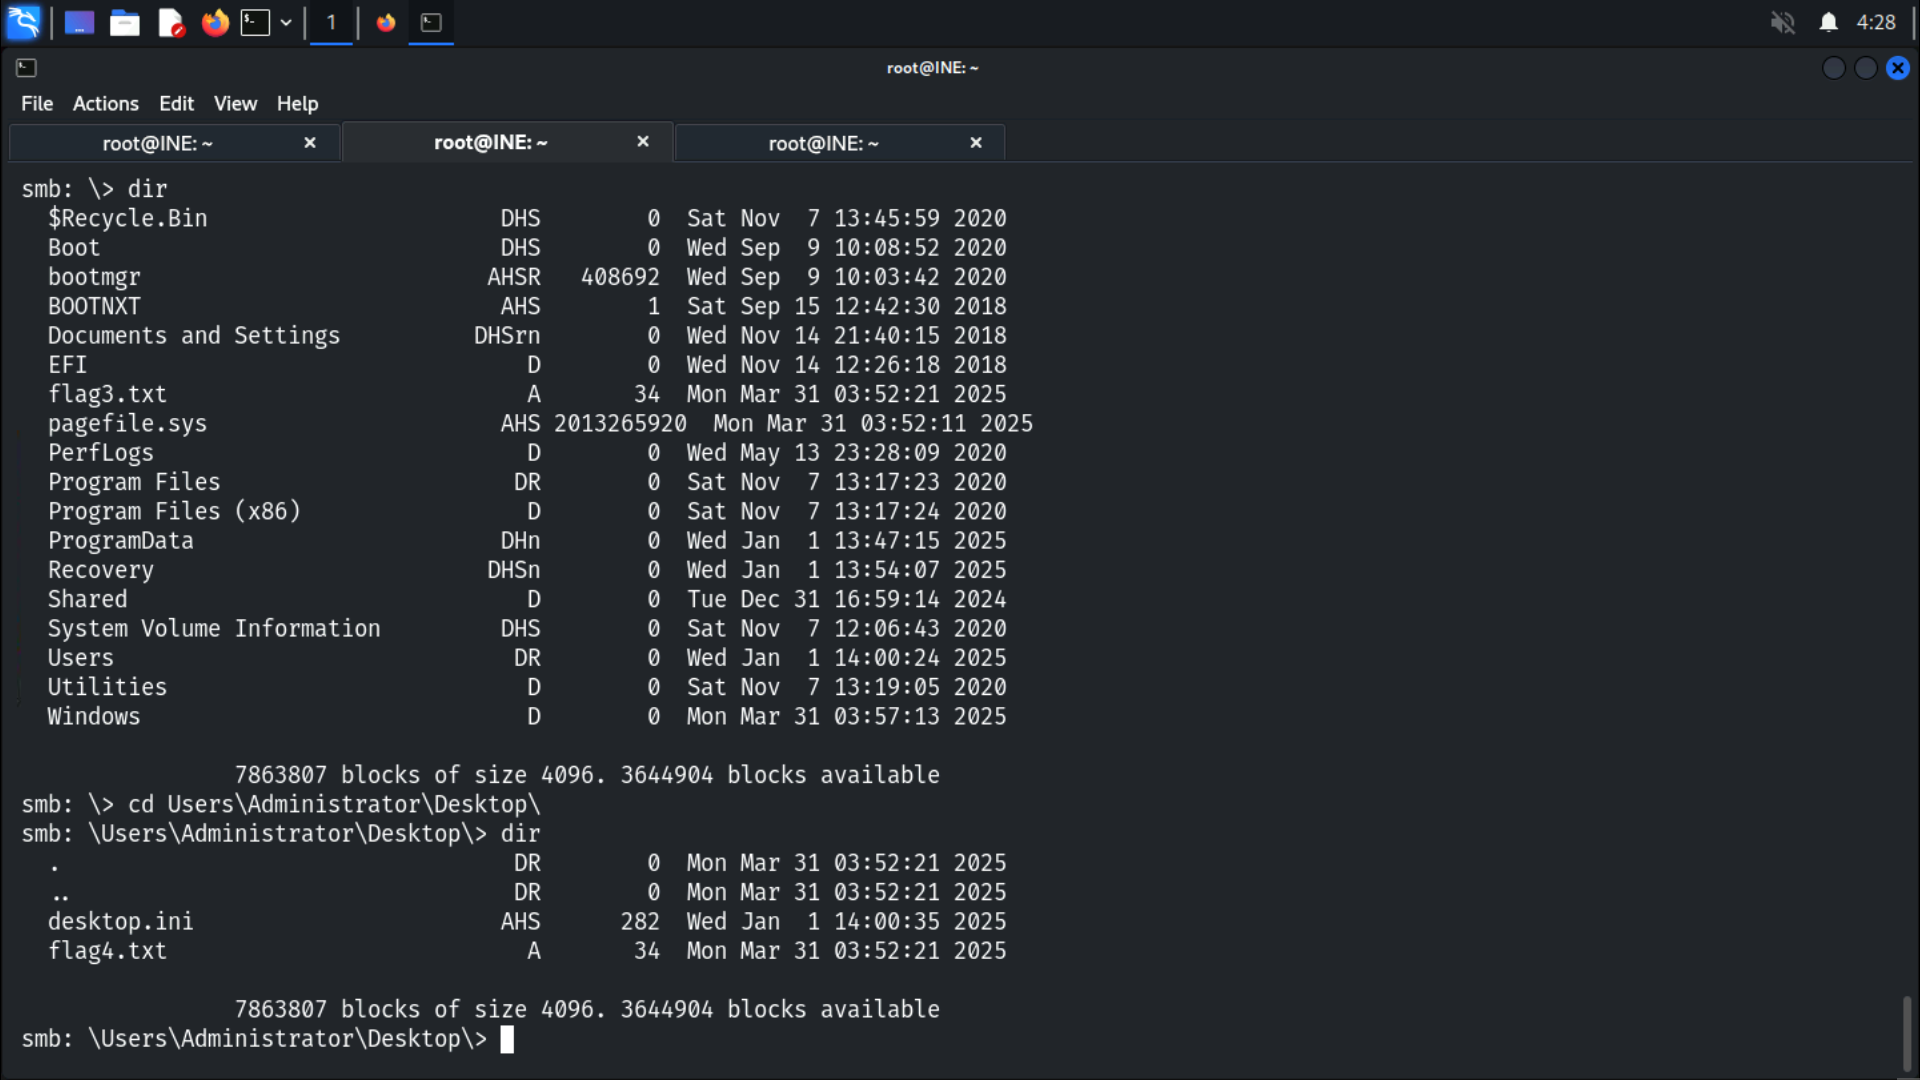 1
4:28
root@INE: ~
File Actions Edit View Help
root@INE: ~ × root@INE: ~ × root@INE: ~ ×
smb: \> dir
  $Recycle.Bin                      DHS        0  Sat Nov  7 13:45:59 2020
  Boot                              DHS        0  Wed Sep  9 10:08:52 2020
  bootmgr                          AHSR   408692  Wed Sep  9 10:03:42 2020
  BOOTNXT                           AHS        1  Sat Sep 15 12:42:30 2018
  Documents and Settings          DHSrn        0  Wed Nov 14 21:40:15 2018
  EFI                                 D        0  Wed Nov 14 12:26:18 2018
  flag3.txt                           A       34  Mon Mar 31 03:52:21 2025
  pagefile.sys                      AHS 2013265920  Mon Mar 31 03:52:11 2025
  PerfLogs                            D        0  Wed May 13 23:28:09 2020
  Program Files                      DR        0  Sat Nov  7 13:17:23 2020
  Program Files (x86)                 D        0  Sat Nov  7 13:17:24 2020
  ProgramData                       DHn        0  Wed Jan  1 13:47:15 2025
  Recovery                         DHSn        0  Wed Jan  1 13:54:07 2025
  Shared                              D        0  Tue Dec 31 16:59:14 2024
  System Volume Information         DHS        0  Sat Nov  7 12:06:43 2020
  Users                              DR        0  Wed Jan  1 14:00:24 2025
  Utilities                           D        0  Sat Nov  7 13:19:05 2020
  Windows                             D        0  Mon Mar 31 03:57:13 2025
                7863807 blocks of size 4096. 3644904 blocks available
smb: \> cd Users\Administrator\Desktop\
smb: \Users\Administrator\Desktop\> dir
  .                                  DR        0  Mon Mar 31 03:52:21 2025
  ..                                 DR        0  Mon Mar 31 03:52:21 2025
  desktop.ini                       AHS      282  Wed Jan  1 14:00:35 2025
  flag4.txt                           A       34  Mon Mar 31 03:52:21 2025
                7863807 blocks of size 4096. 3644904 blocks available
smb: \Users\Administrator\Desktop\>